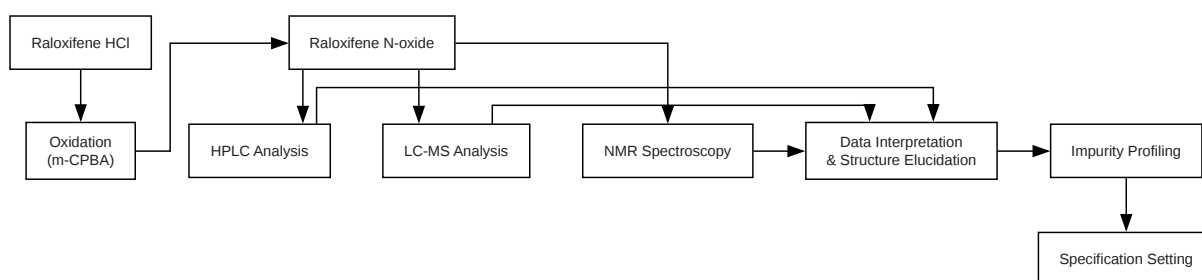 Raloxifene HCl
Raloxifene N-oxide
Oxidation
(m-CPBA)
HPLC Analysis
LC-MS Analysis
NMR Spectroscopy
Data Interpretation
& Structure Elucidation
Impurity Profiling
Specification Setting